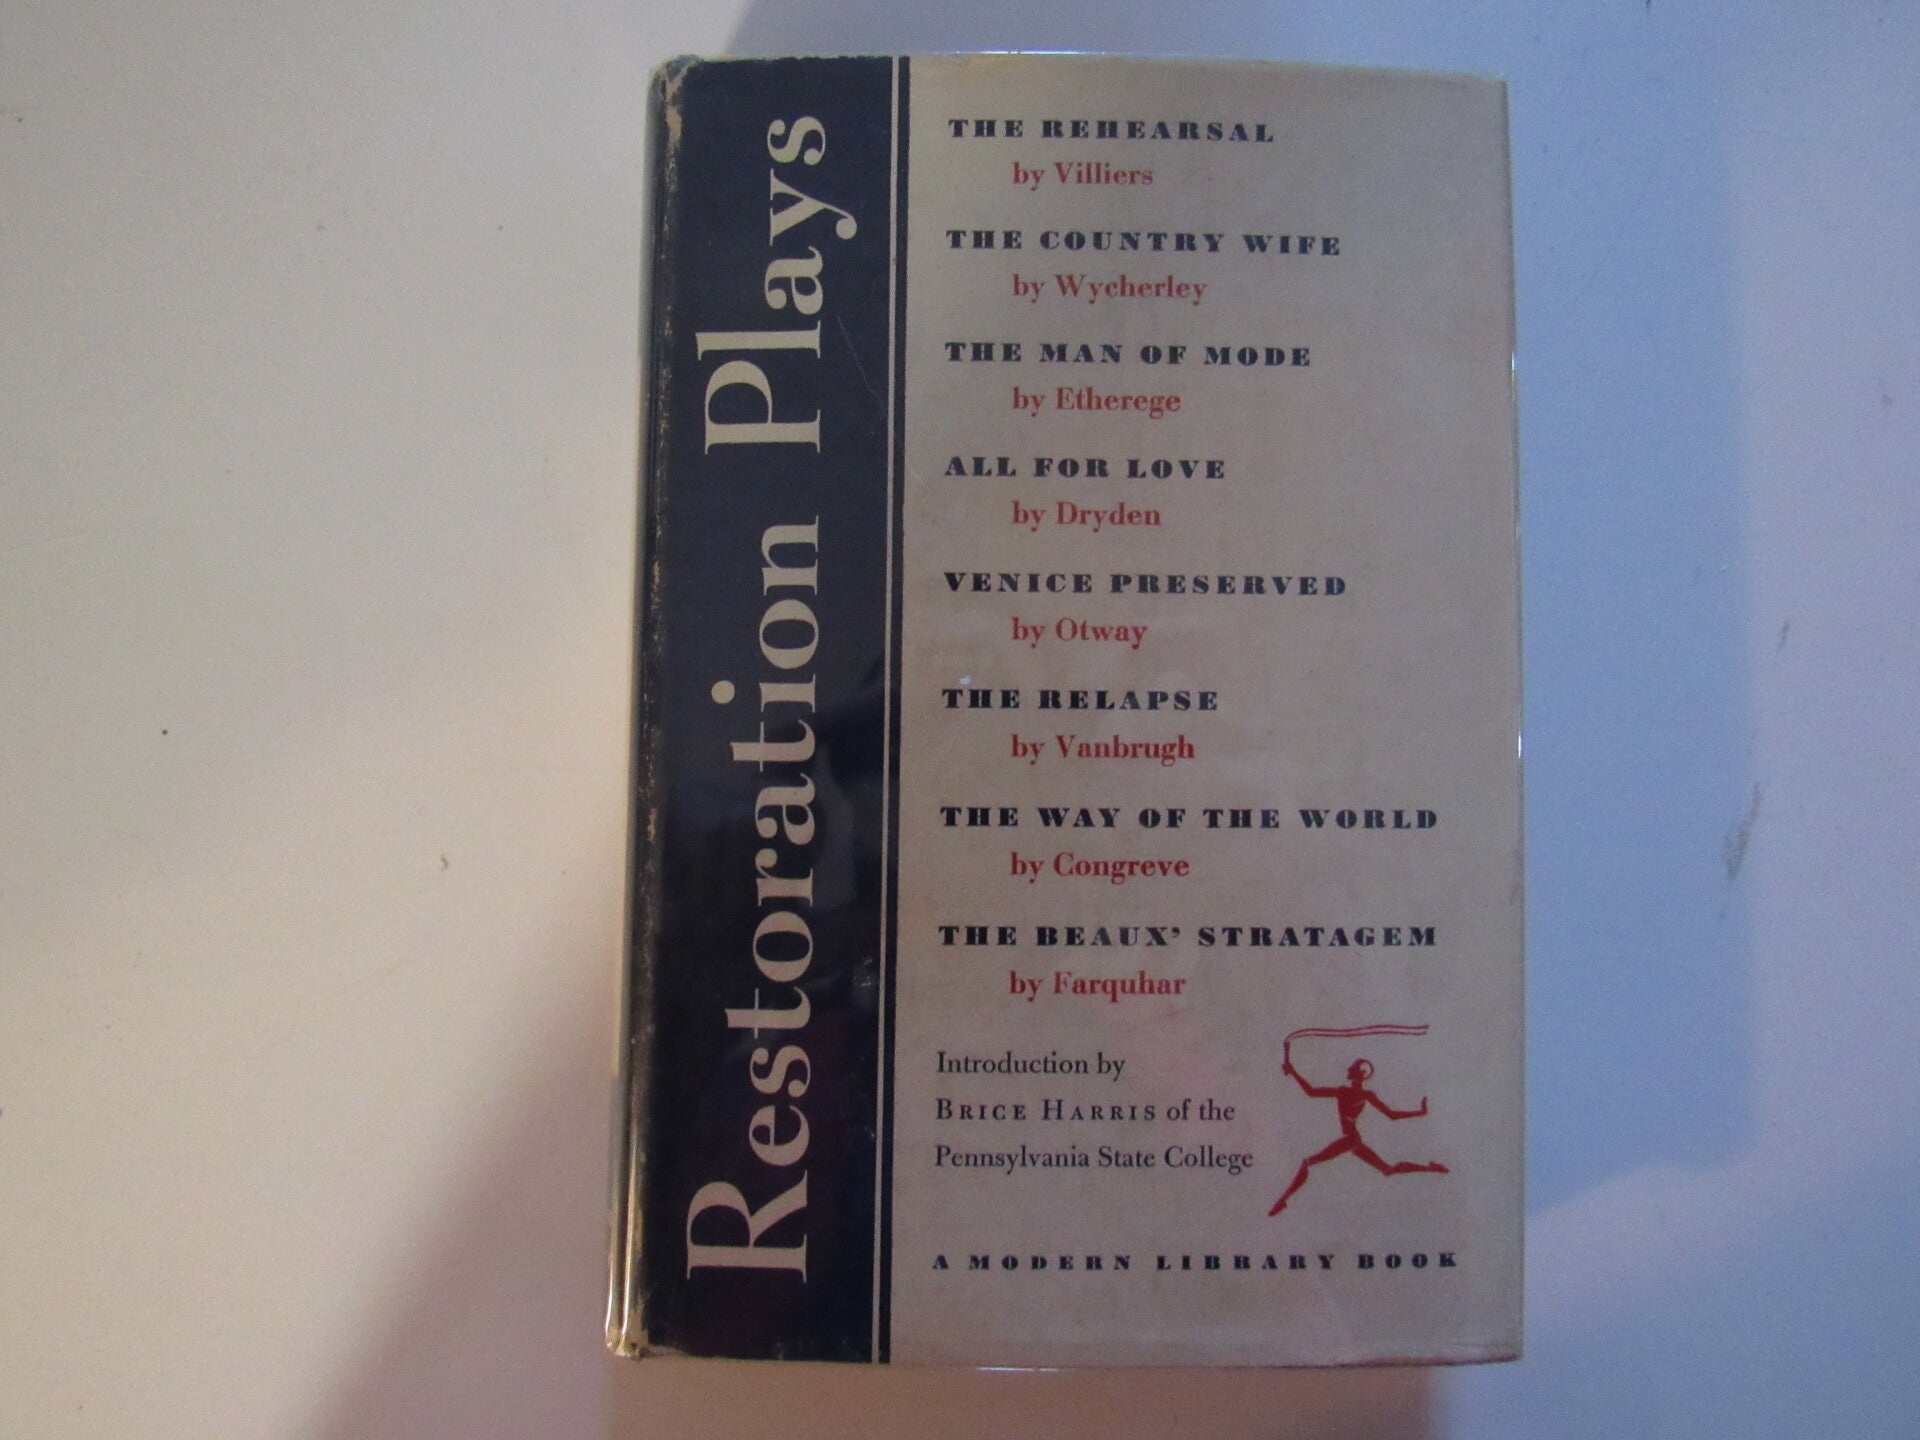 Restoration Plays
THE REHEARSAL
by Villiers
THE COUNTRY WIFE
by Wycherley
THE MAN OF MODE
by Etherege
ALL FOR LOVE
by Dryden
VENICE PRESERVED
by Otway
THE RELAPSE
by Vanbrugh
THE WAY OF THE WORLD
by Congreve
THE BEAUX' STRATAGEM
by Farquhar
Introduction by
BRICE HARRIS of the
Pennsylvania State College
A MODERN LIBRARY BOOK